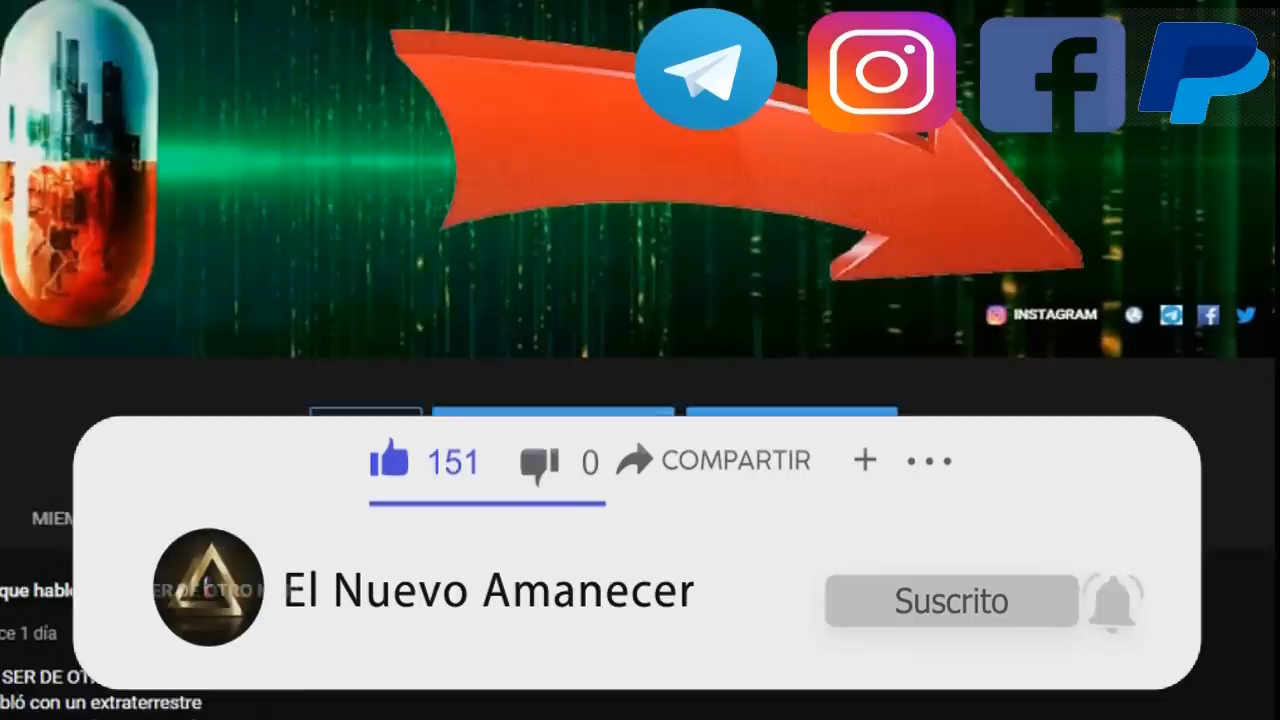 INSTAGRAM
151 0 COMPARTIR
MIEM
que habl
ce 1 día
El Nuevo Amanecer
Suscrito
SER DE OT
bló con un extraterrestre